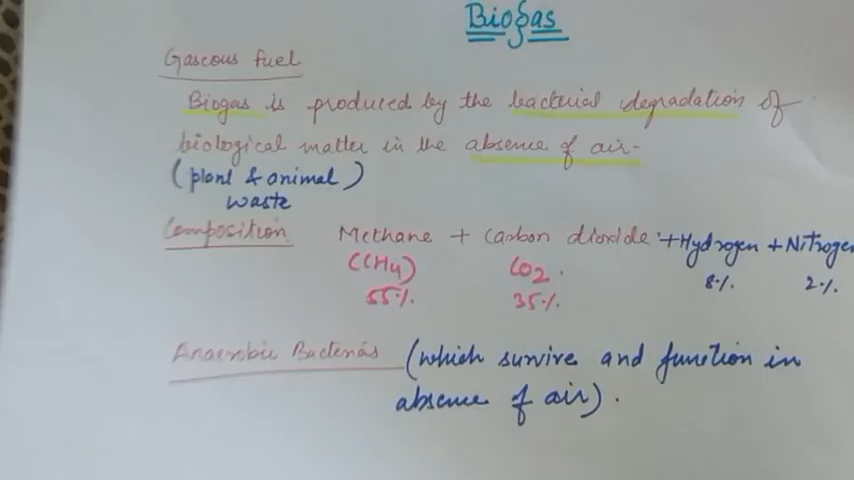 Biogas
Gaseous fuel
Biogas is produced by the bacterial degradation of
biological matter in the absence of air.
(plant & animal)
waste
Composition Methane + Carbon dioxide + Hydrogen + Nitrogen
(CH4) CO2. 8% 2%
55% 35%
Anaerobic Bacterias (which survive and function in
absence of air).